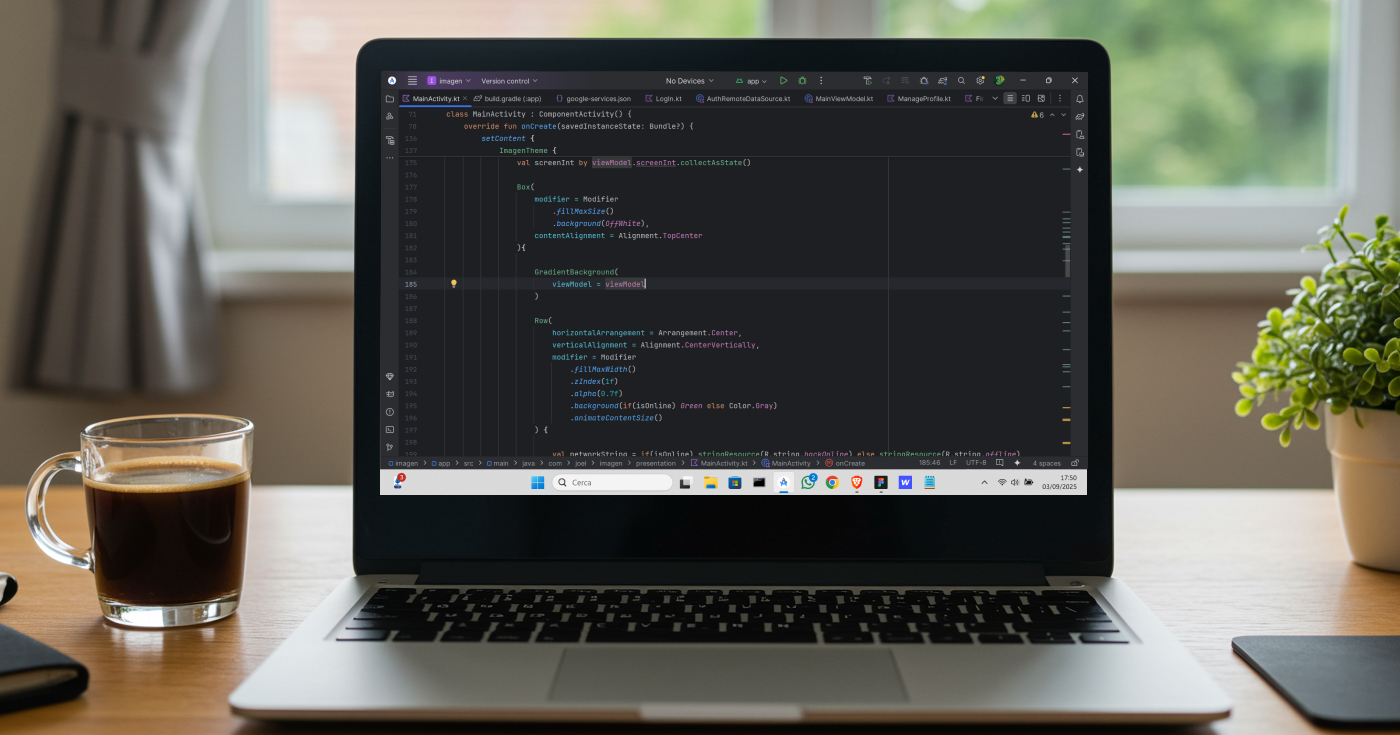 imagen Version control No Devices app
MainActivity.kt build.gradle (:app) google-services.json LogIn.kt AuthRemoteDataSource.kt MainViewModel.kt ManageProfile.kt
71 class MainActivity : ComponentActivity() {
78 override fun onCreate(savedInstanceState: Bundle?) {
136 setContent {
137 ImagenTheme {
175 val screenInt by viewModel.screenInt.collectAsState()
176
177 Box(
178 modifier = Modifier
179 .fillMaxSize()
180 .background(OffWhite),
181 contentAlignment = Alignment.TopCenter
182 ){
183
184 GradientBackground(
185 viewModel = viewModel
186 )
187
188 Row(
189 horizontalArrangement = Arrangement.Center,
190 verticalAlignment = Alignment.CenterVertically,
191 modifier = Modifier
192 .fillMaxWidth()
193 .zIndex(1f)
194 .alpha(0.7f)
195 .background(if(isOnline) Green else Color.Gray)
196 .animateContentSize()
197 ) {
198
199 val networkString = if(isOnline) stringResource(R.string.backOnline) else stringResource(R.string.offline)
6
imagen app src main java com joei imagen presentation MainActivity.kt MainActivity onCreate 185:46 LF UTF-8 4 spaces
3 Cerca 2 W 17:50
03/09/2025